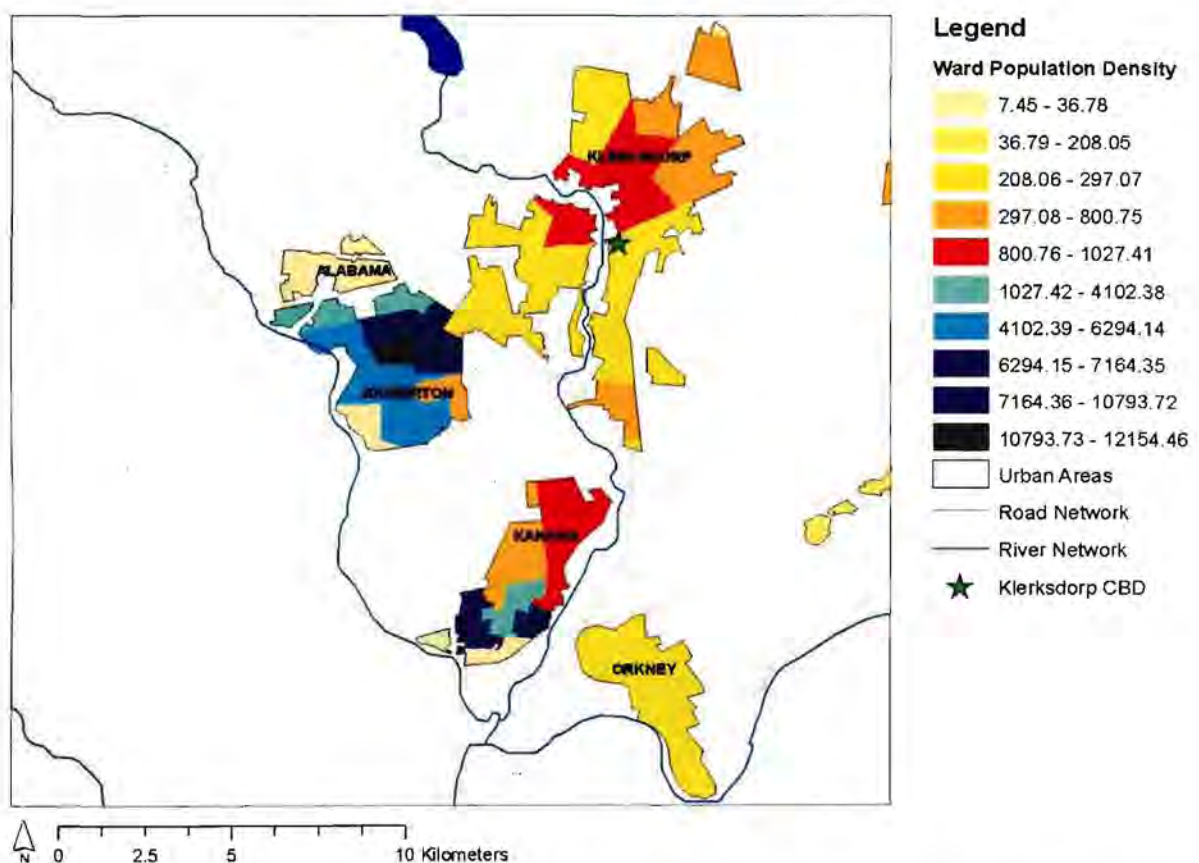 KLERKSDORP
ALABAMA
JOUBERTON
KANANA
ORKNEY
N
0 2.5 5 10 Kilometers
Legend
Ward Population Density
7.45 - 36.78
36.79 - 208.05
208.06 - 297.07
297.08 - 800.75
800.76 - 1027.41
1027.42 - 4102.38
4102.39 - 6294.14
6294.15 - 7164.35
7164.36 - 10793.72
10793.73 - 12154.46
Urban Areas
Road Network
River Network
Klerksdorp CBD